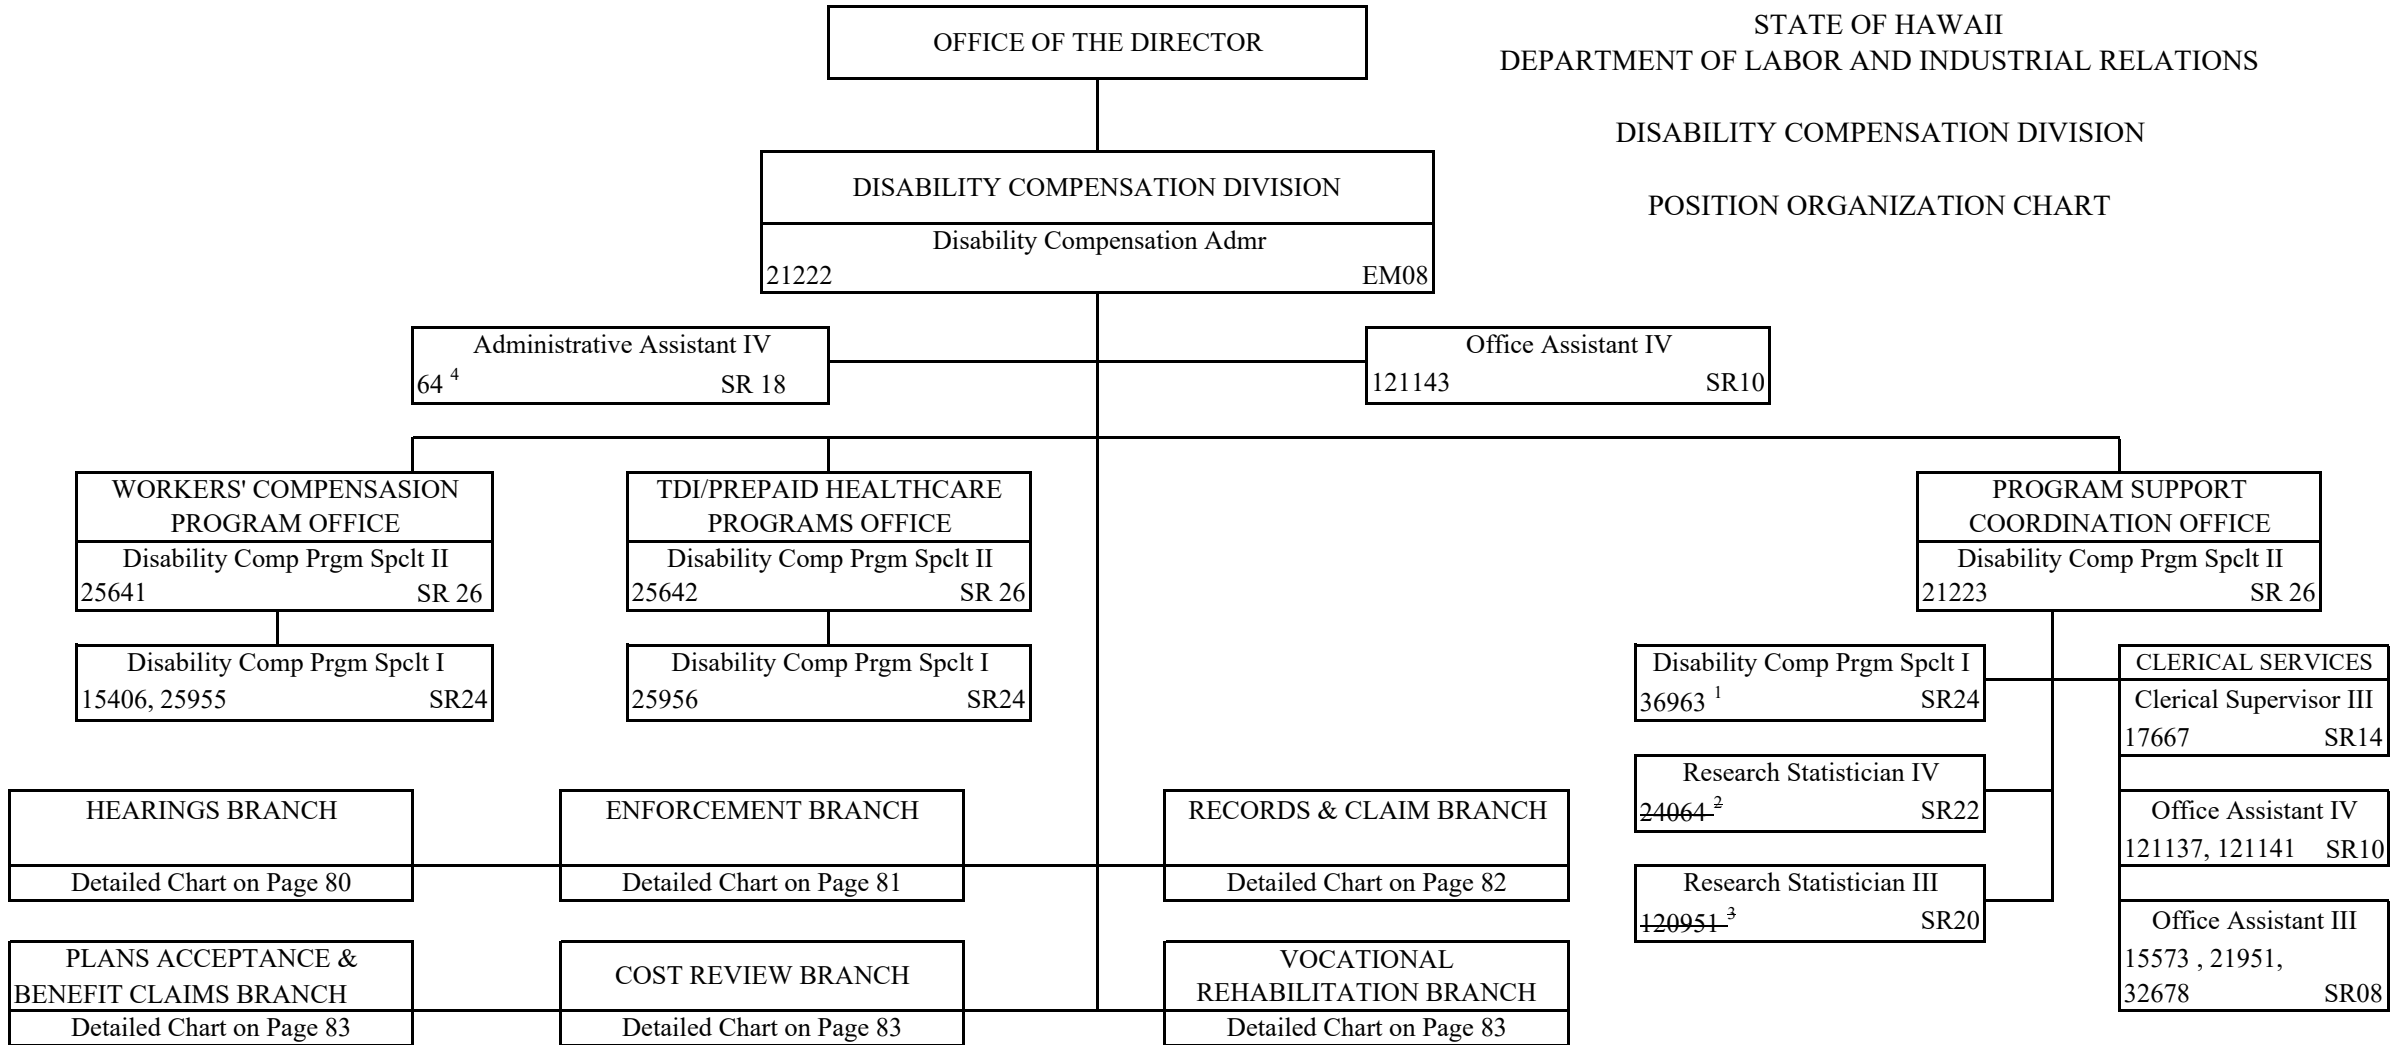 OFFICE OF THE DIRECTOR
STATE OF HAWAII
DEPARTMENT OF LABOR AND INDUSTRIAL RELATIONS
DISABILITY COMPENSATION DIVISION
POSITION ORGANIZATION CHART
DISABILITY COMPENSATION DIVISION
Disability Compensation Admr
21222 EM08
Administrative Assistant IV
64 4 SR 18
Office Assistant IV
121143 SR10
WORKERS' COMPENSASION
PROGRAM OFFICE
Disability Comp Prgm Spclt II
25641 SR 26
Disability Comp Prgm Spclt I
15406, 25955 SR24
TDI/PREPAID HEALTHCARE
PROGRAMS OFFICE
Disability Comp Prgm Spclt II
25642 SR 26
Disability Comp Prgm Spclt I
25956 SR24
PROGRAM SUPPORT
COORDINATION OFFICE
Disability Comp Prgm Spclt II
21223 SR 26
Disability Comp Prgm Spclt I
36963 1 SR24
Research Statistician IV
24064 2 SR22
Research Statistician III
120951 3 SR20
CLERICAL SERVICES
Clerical Supervisor III
17667 SR14
Office Assistant IV
121137, 121141 SR10
Office Assistant III
15573 , 21951,
32678 SR08
HEARINGS BRANCH
Detailed Chart on Page 80
ENFORCEMENT BRANCH
Detailed Chart on Page 81
RECORDS & CLAIM BRANCH
Detailed Chart on Page 82
PLANS ACCEPTANCE &
BENEFIT CLAIMS BRANCH
Detailed Chart on Page 83
COST REVIEW BRANCH
Detailed Chart on Page 83
VOCATIONAL
REHABILITATION BRANCH
Detailed Chart on Page 83